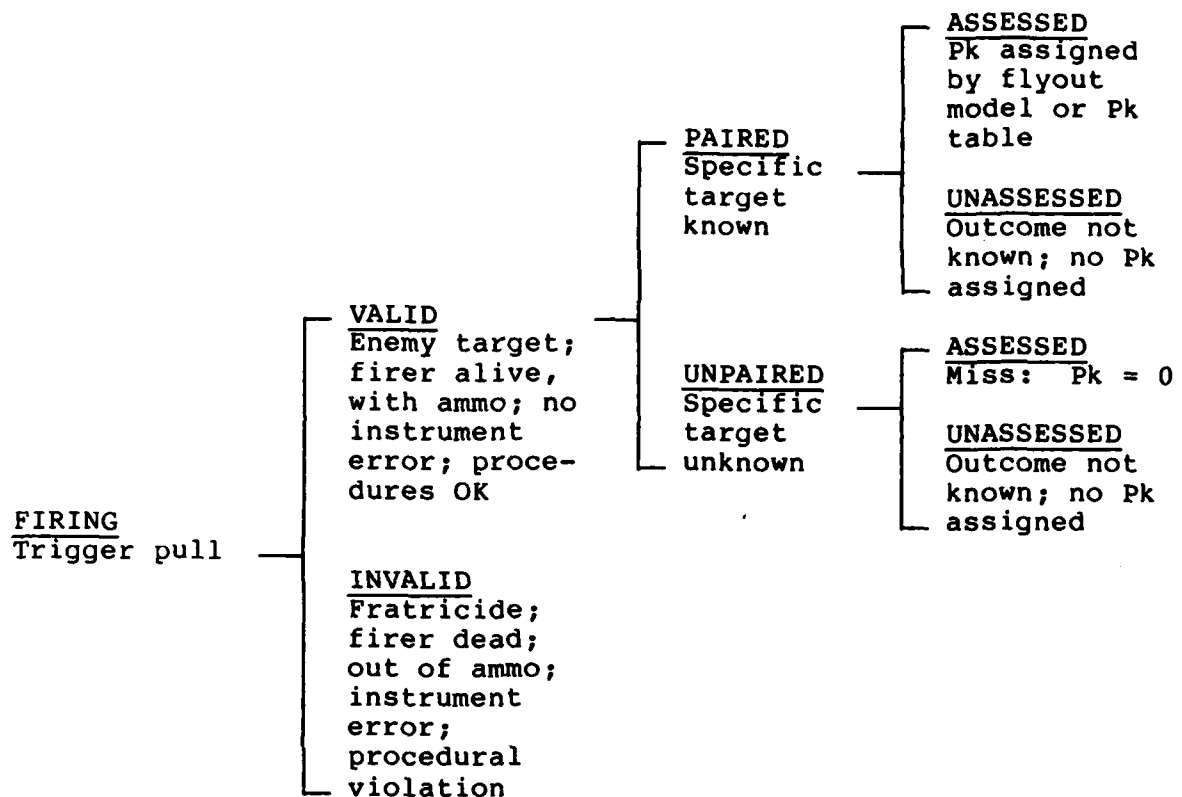 FIRING
Trigger pull
VALID
Enemy target;
firer alive,
with ammo; no
instrument
error; proce-
dures OK
INVALID
Fratricide;
firer dead;
out of ammo;
instrument
error;
procedural
violation
PAIRED
Specific
target
known
UNPAIRED
Specific
target
unknown
ASSESSED
Pk assigned
by flyout
model or Pk
table
UNASSESSED
Outcome not
known; no Pk
assigned
ASSESSED
Miss: Pk = 0
UNASSESSED
Outcome not
known; no Pk
assigned